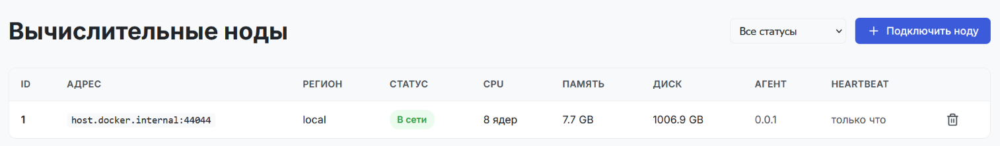 Вычислительные ноды
Все статусы
+ Подключить ноду
ID АДРЕС РЕГИОН СТАТУС CPU ПАМЯТЬ ДИСК АГЕНТ HEARTBEAT
1 host.docker.internal:44044 local В сети 8 ядер 7.7 GB 1006.9 GB 0.0.1 только что